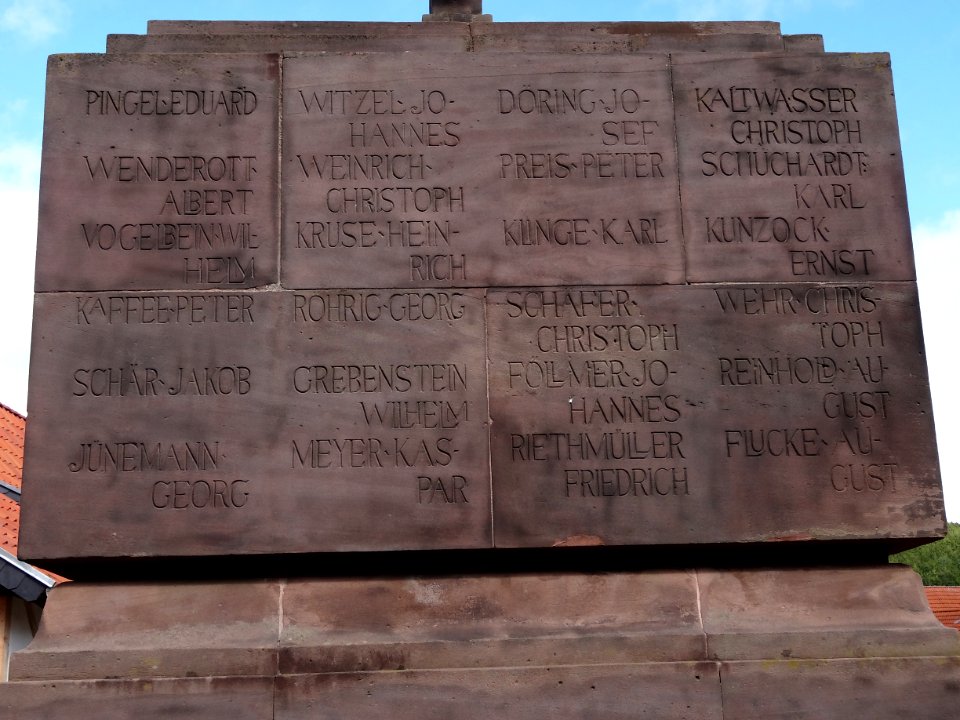 PINGEL·EDUARD
WENDEROTT·
ALBERT
VOGELBEIN·WIL-
HELM
WITZEL·JO-
HANNES
WEINRICH·
CHRISTOPH
KRUSE·HEIN-
RICH
DÖRING·JO-
SEF
PREIS·PETER
KLINGE·KARL
KALTWASSER
CHRISTOPH
SCHUCHARDT·
KARL
KUNZOCK·
ERNST
KAFFEE·PETER
SCHÄR·JAKOB
JÜNEMANN·
GEORG
ROHRIG·GEORG
GREBENSTEIN
WILHELM
MEYER·KAS-
PAR
SCHÄFER·
CHRISTOPH
FÖLLMER·JO-
HANNES
RIETHMÜLLER
FRIEDRICH
WEHR·CHRIS-
TOPH
REINHOLD·AU-
GUST
FLUCKE·AU-
GUST